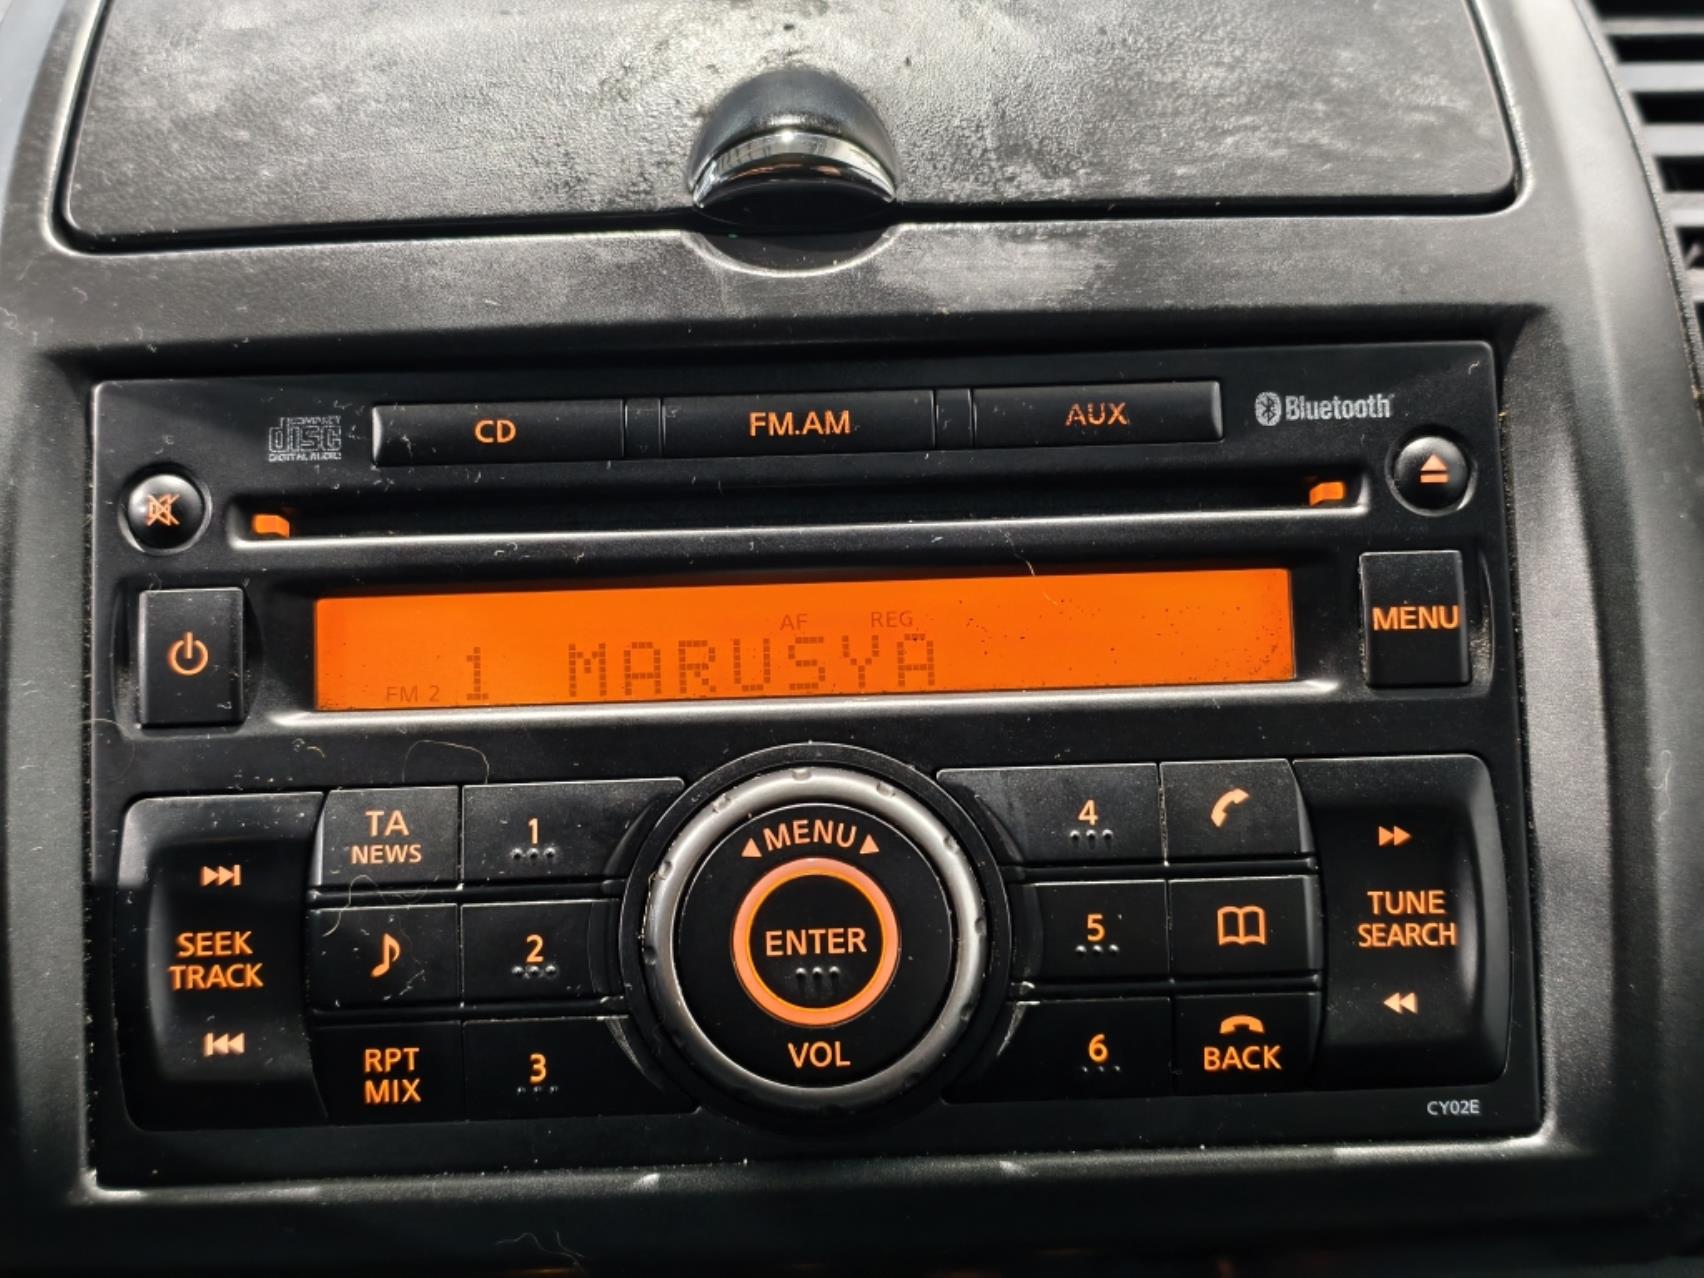 COMPACT
disc
DIGITAL AUDIO
CD
FM.AM
AUX
Bluetooth
AF REG
FM 2 1 MARUSYA
MENU
TA
NEWS
1
MENU
4
SEEK
TRACK
2
ENTER
5
TUNE
SEARCH
RPT
MIX
3
VOL
6
BACK
CY02E